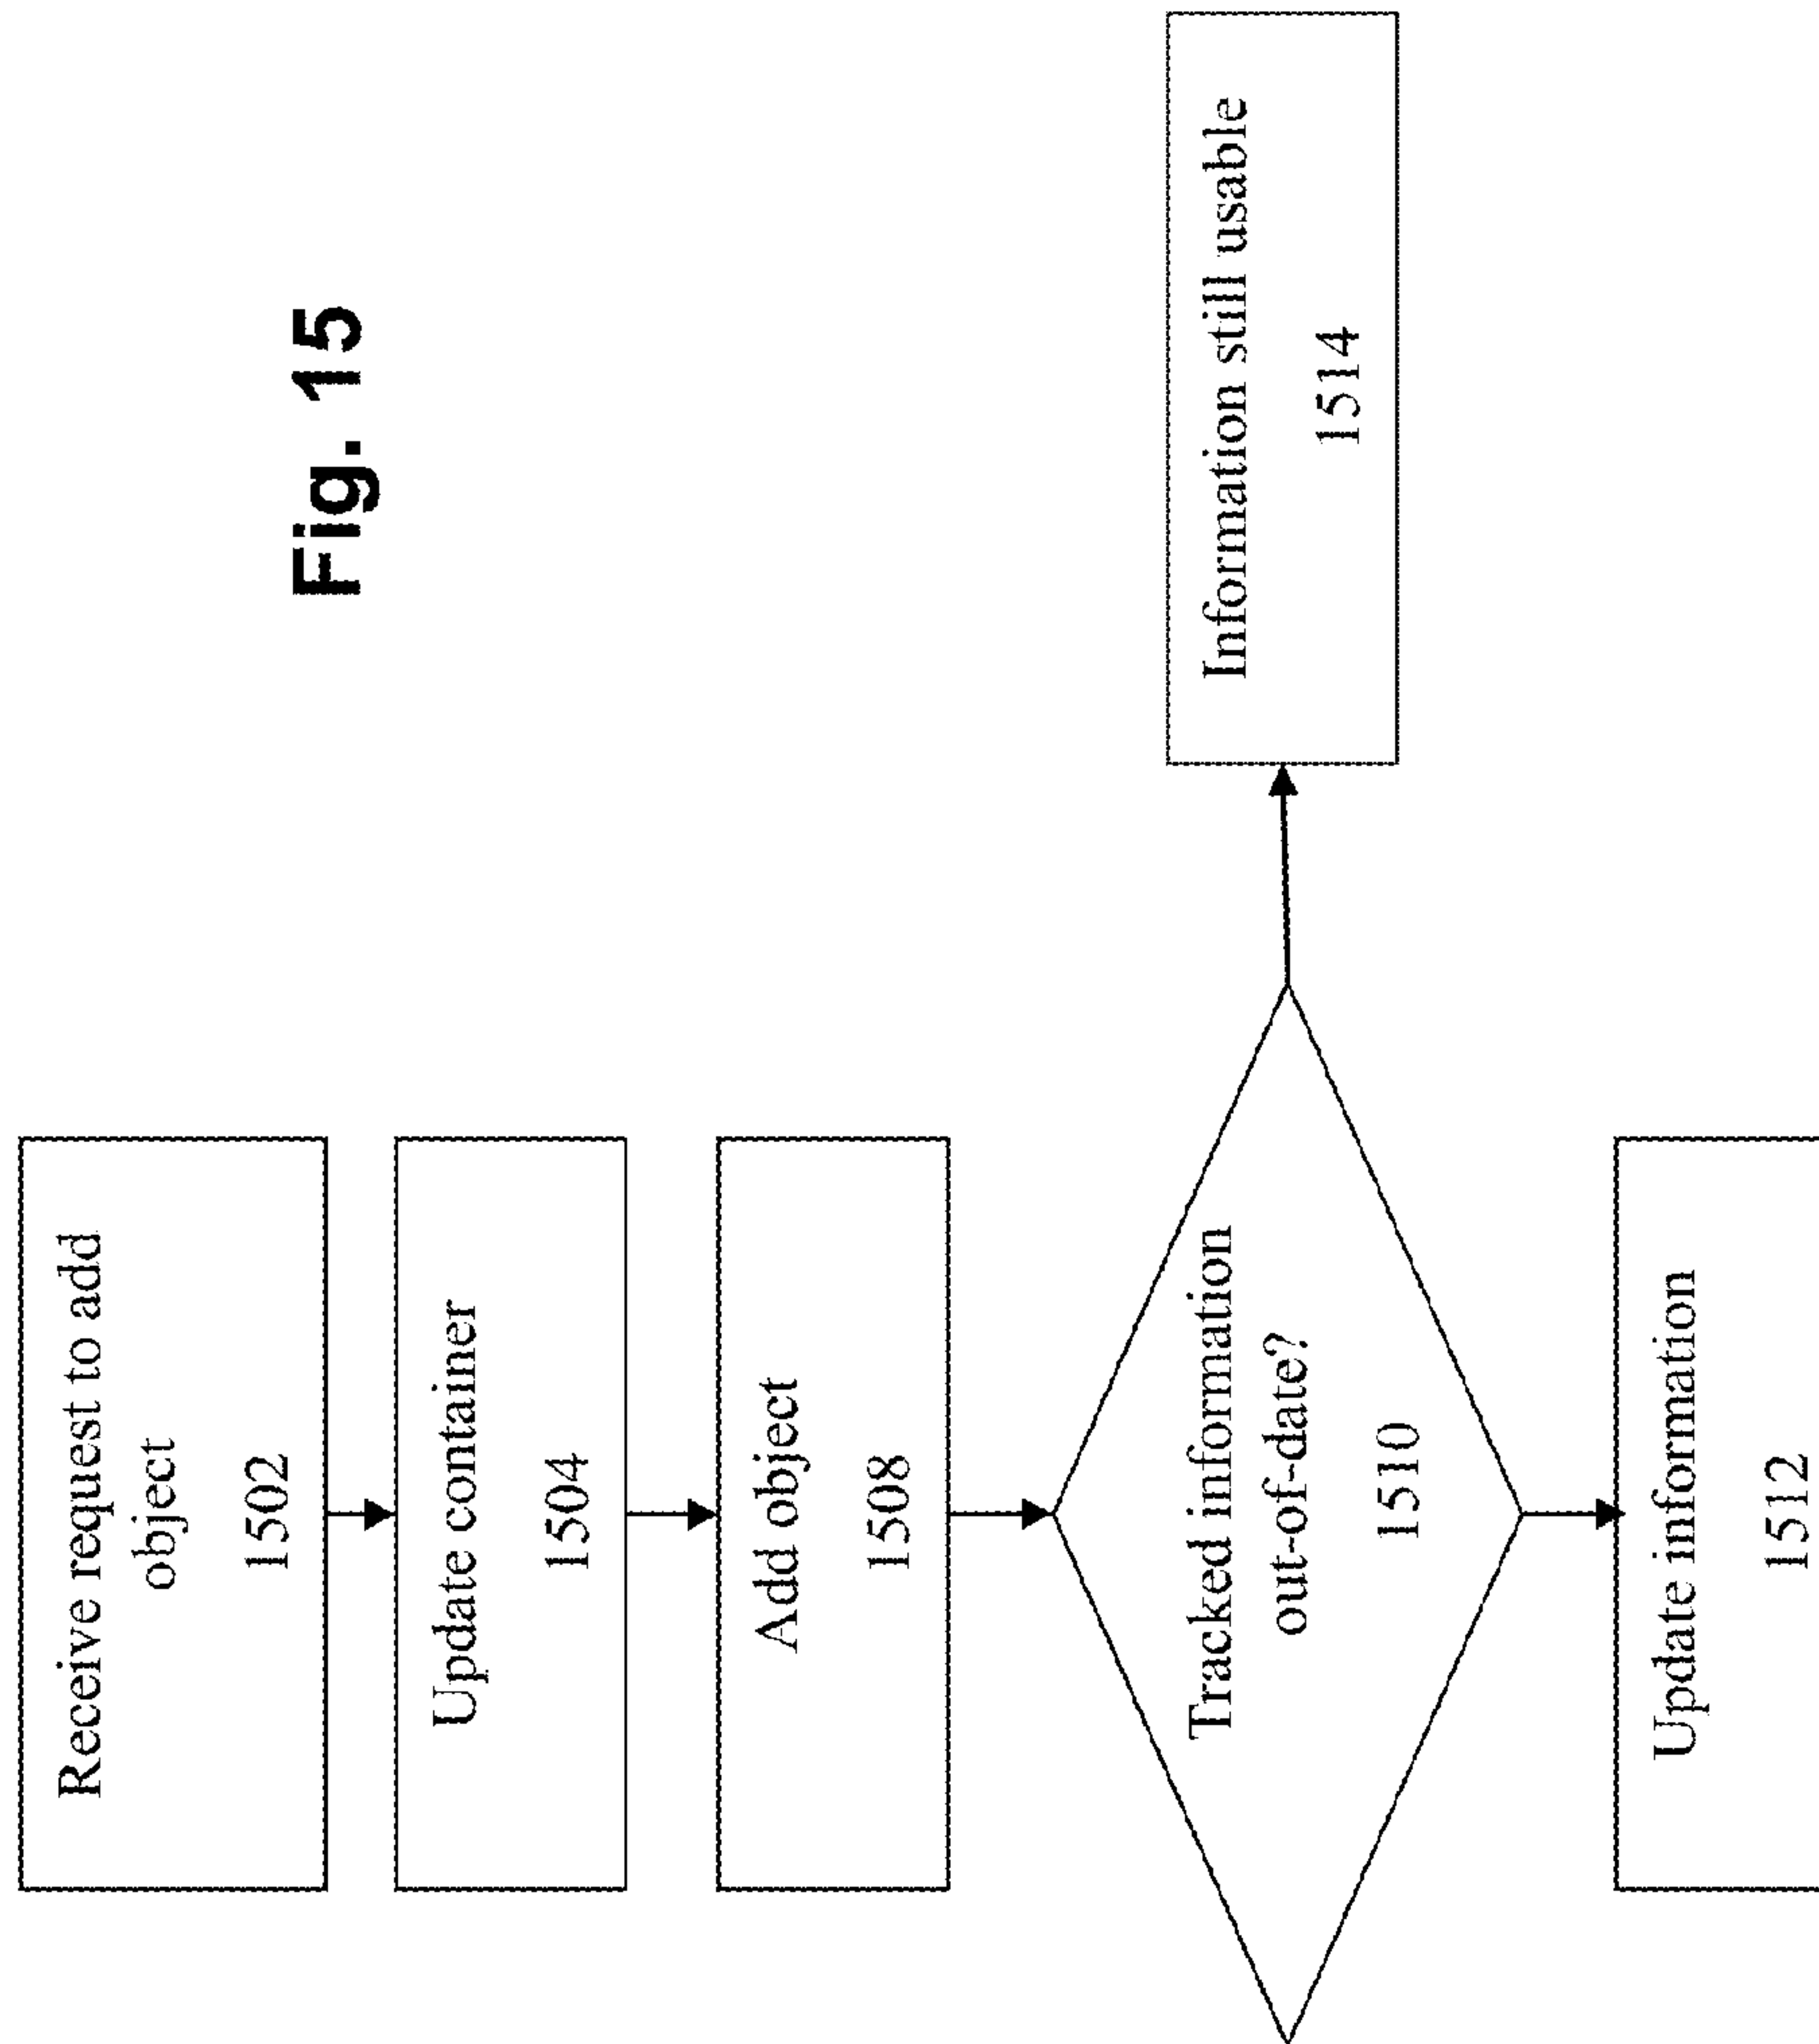 Fig. 15
Receive request to add
object
1502
Update container
1504
Add object
1508
Tracked information
out-of-date?
1510
Information still usable
1514
Update information
1512